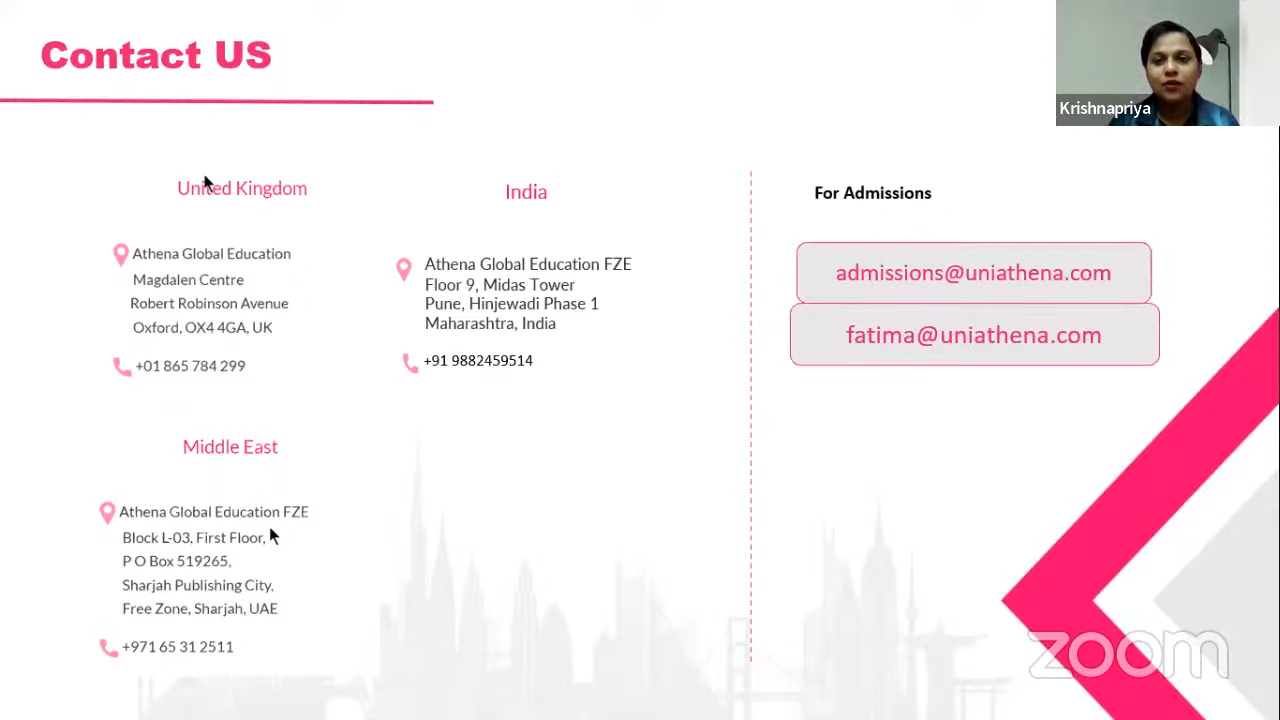 Contact US
Krishnapriya
United Kingdom
Athena Global Education
Magdalen Centre
Robert Robinson Avenue
Oxford, OX4 4GA, UK
+01 865 784 299
India
Athena Global Education FZE
Floor 9, Midas Tower
Pune, Hinjewadi Phase 1
Maharashtra, India
+91 9882459514
Middle East
Athena Global Education FZE
Block L-03, First Floor,
P O Box 519265,
Sharjah Publishing City,
Free Zone, Sharjah, UAE
+971 65 31 2511
For Admissions
admissions@uniathena.com
fatima@uniathena.com
zoom